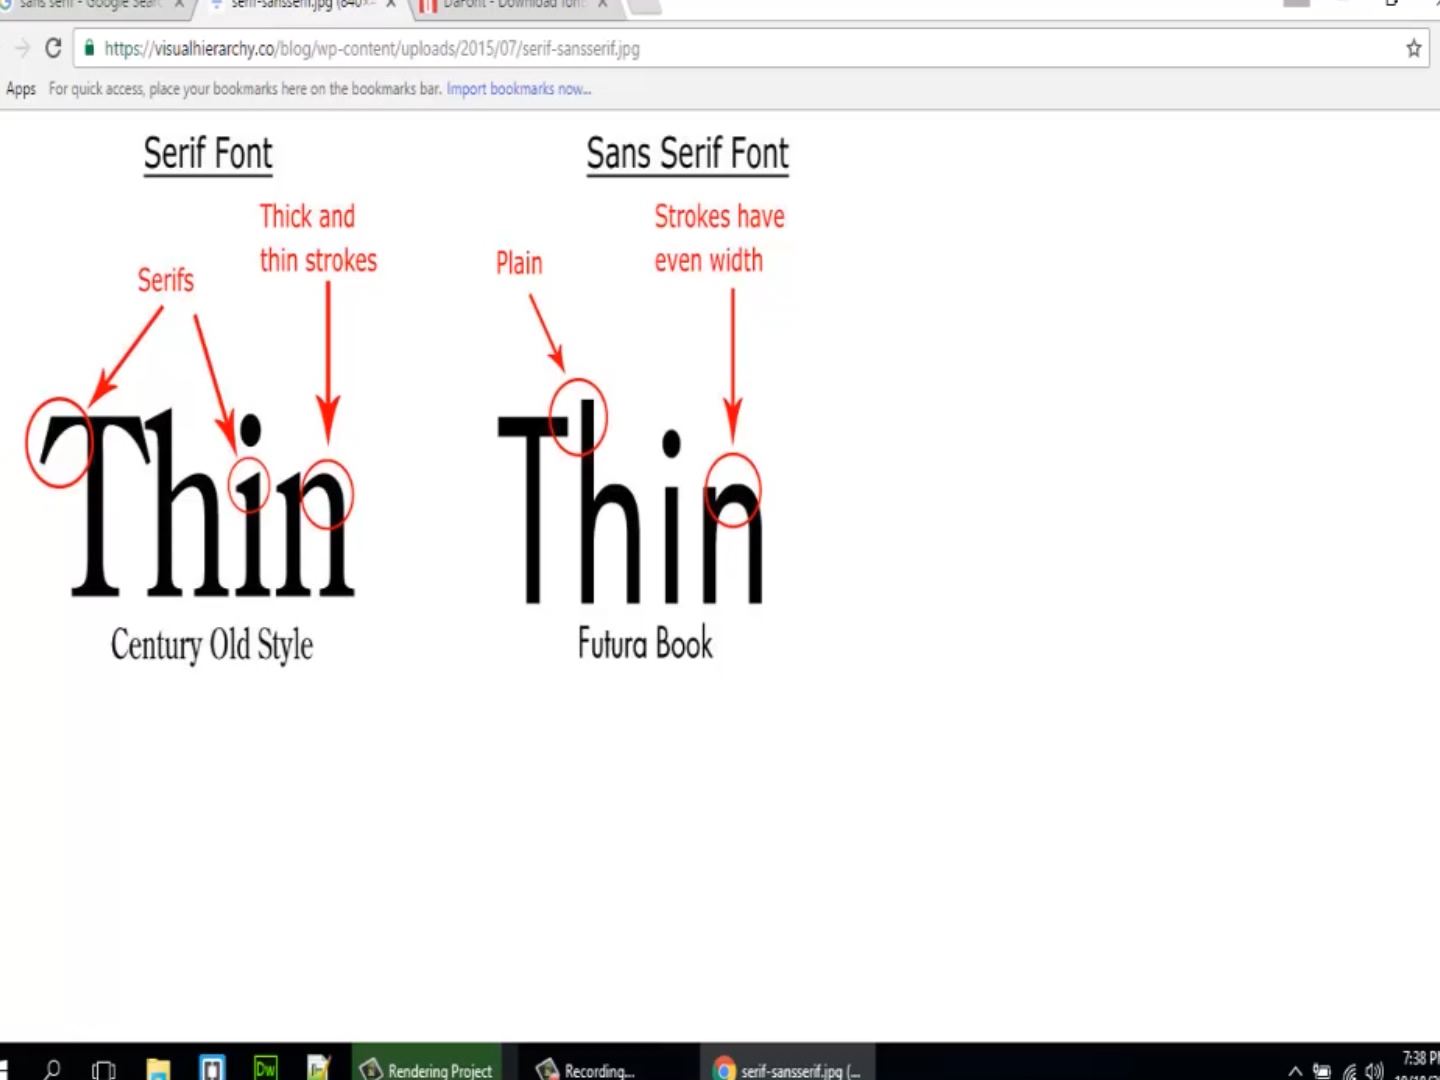 sans serif - Google Sear
serif-sansserif.jpg (840×
DaFont - Download font
https://visualhierarchy.co/blog/wp-content/uploads/2015/07/serif-sansserif.jpg
Apps For quick access, place your bookmarks here on the bookmarks bar. Import bookmarks now...
Serif Font
Sans Serif Font
Thick and
thin strokes
Serifs
Strokes have
even width
Plain
Thin
Thin
Century Old Style
Futura Book
Dw
Rendering Project
Recording...
serif-sansserif.jpg (...
7:38 P